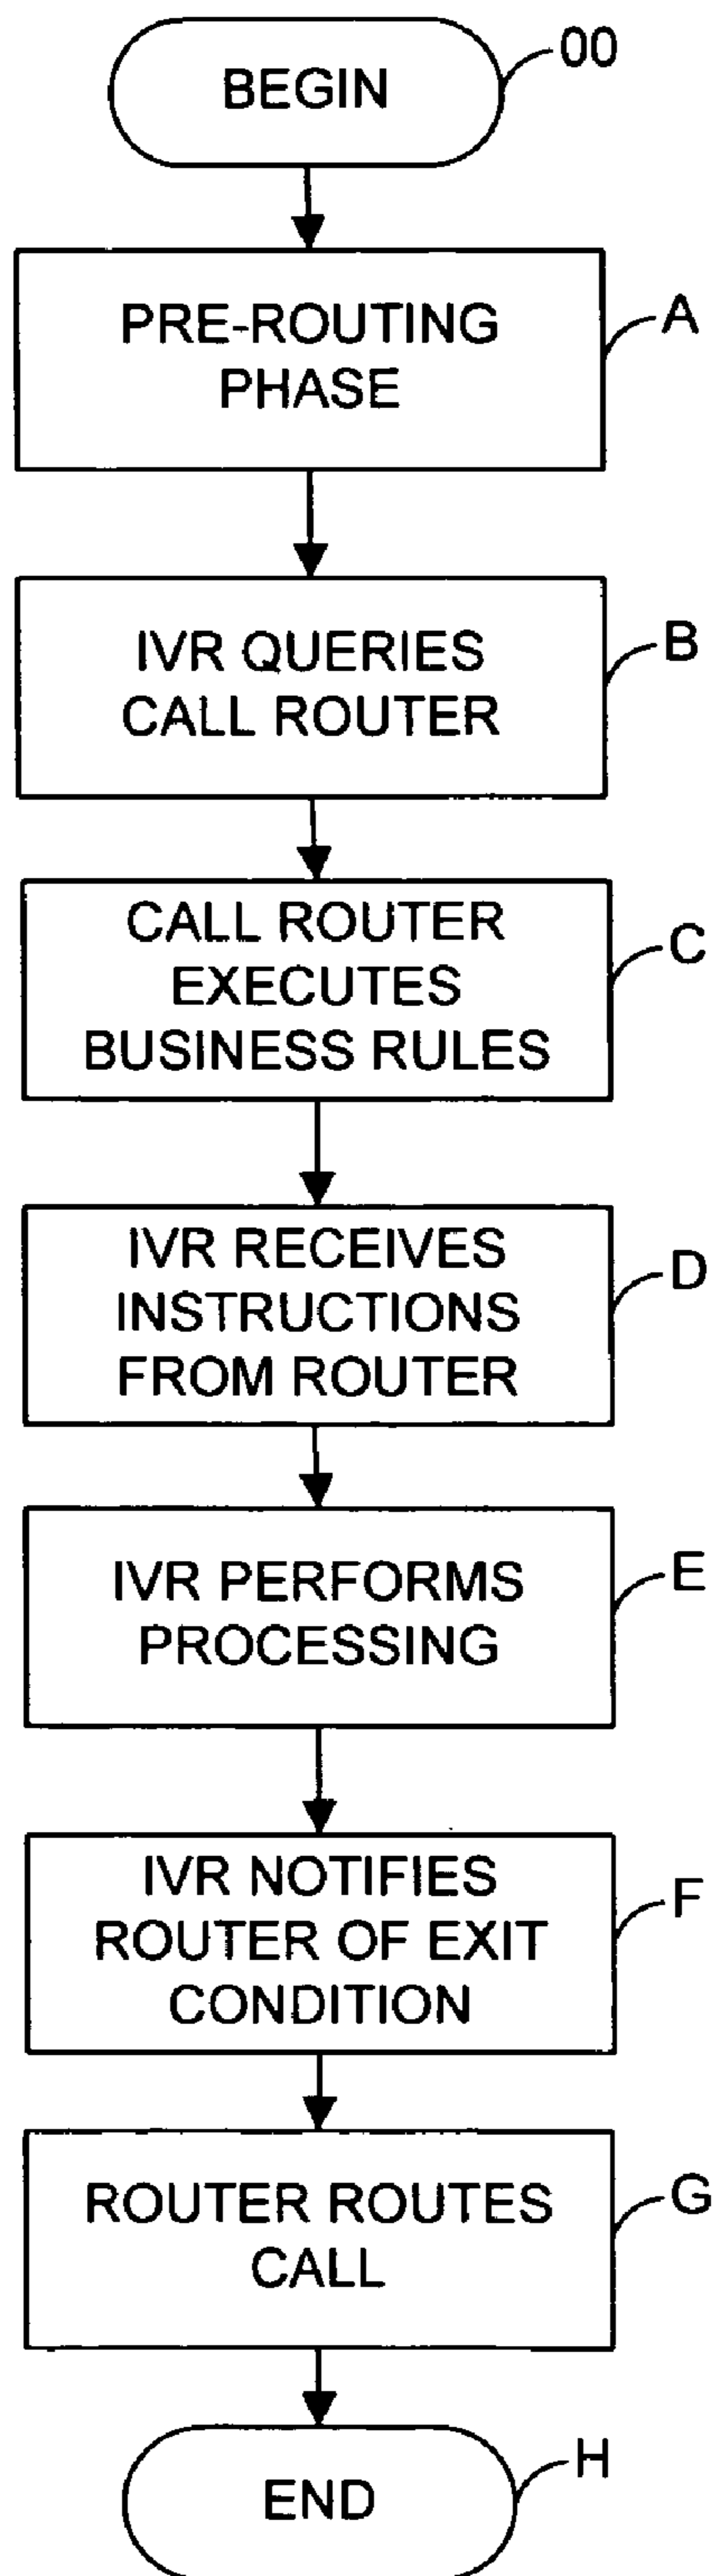 BEGIN
00
PRE-ROUTING
PHASE
A
IVR QUERIES
CALL ROUTER
B
CALL ROUTER
EXECUTES
BUSINESS RULES
C
IVR RECEIVES
INSTRUCTIONS
FROM ROUTER
D
IVR PERFORMS
PROCESSING
E
IVR NOTIFIES
ROUTER OF EXIT
CONDITION
F
ROUTER ROUTES
CALL
G
END
H